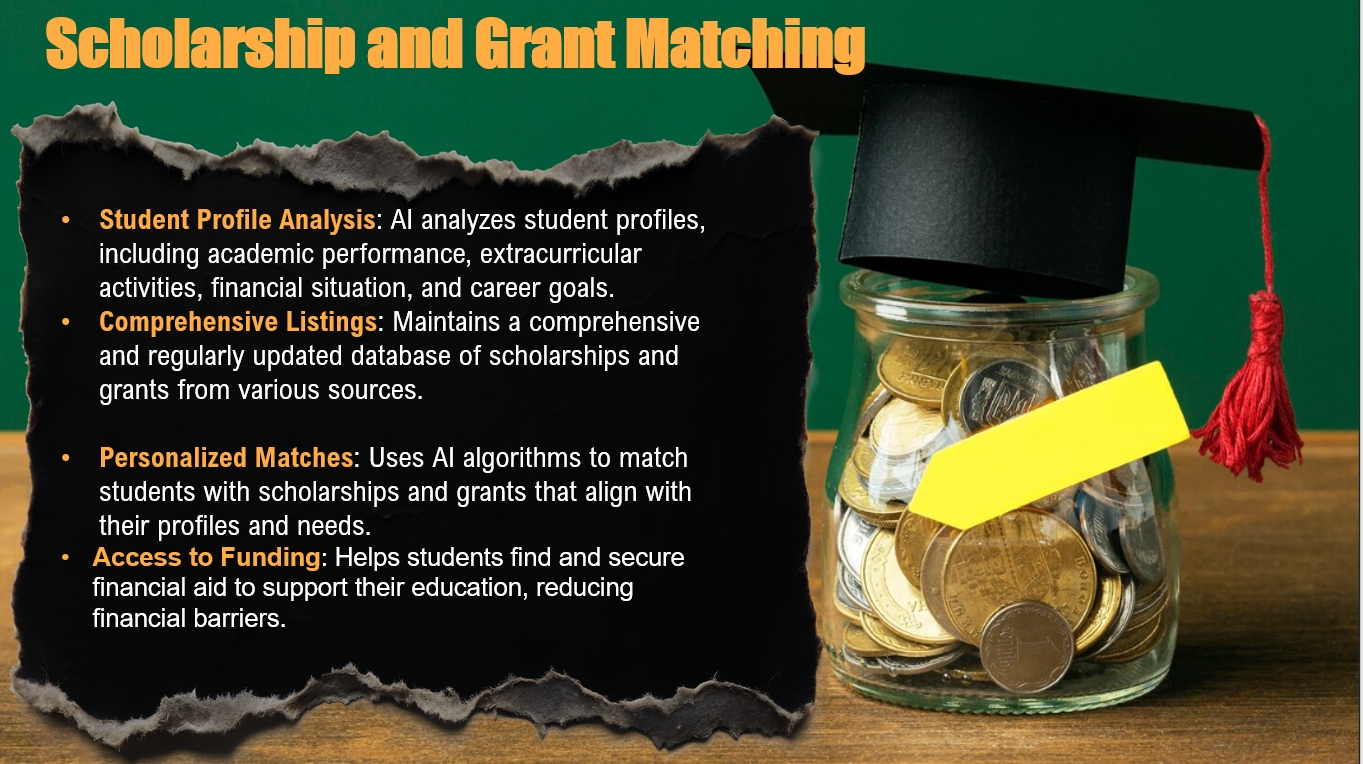 Scholarship and Grant Matching
• Student Profile Analysis: AI analyzes student profiles,
including academic performance, extracurricular
activities, financial situation, and career goals.
• Comprehensive Listings: Maintains a comprehensive
and regularly updated database of scholarships and
grants from various sources.
• Personalized Matches: Uses AI algorithms to match
students with scholarships and grants that align with
their profiles and needs.
• Access to Funding: Helps students find and secure
financial aid to support their education, reducing
financial barriers.